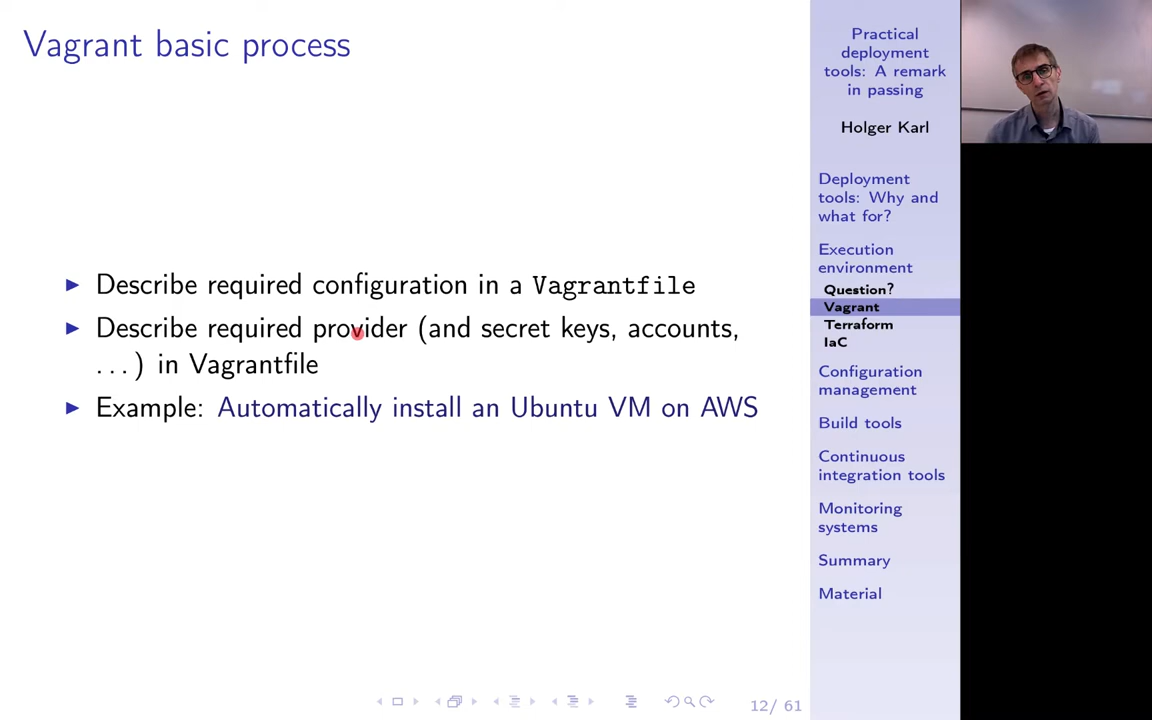 Vagrant basic process
▶ Describe required configuration in a Vagrantfile
▶ Describe required provider (and secret keys, accounts,
...) in Vagrantfile
▶ Example: Automatically install an Ubuntu VM on AWS
12/ 61
Practical
deployment
tools: A remark
in passing
Holger Karl
Deployment
tools: Why and
what for?
Execution
environment
Question?
Vagrant
Terraform
IaC
Configuration
management
Build tools
Continuous
integration tools
Monitoring
systems
Summary
Material